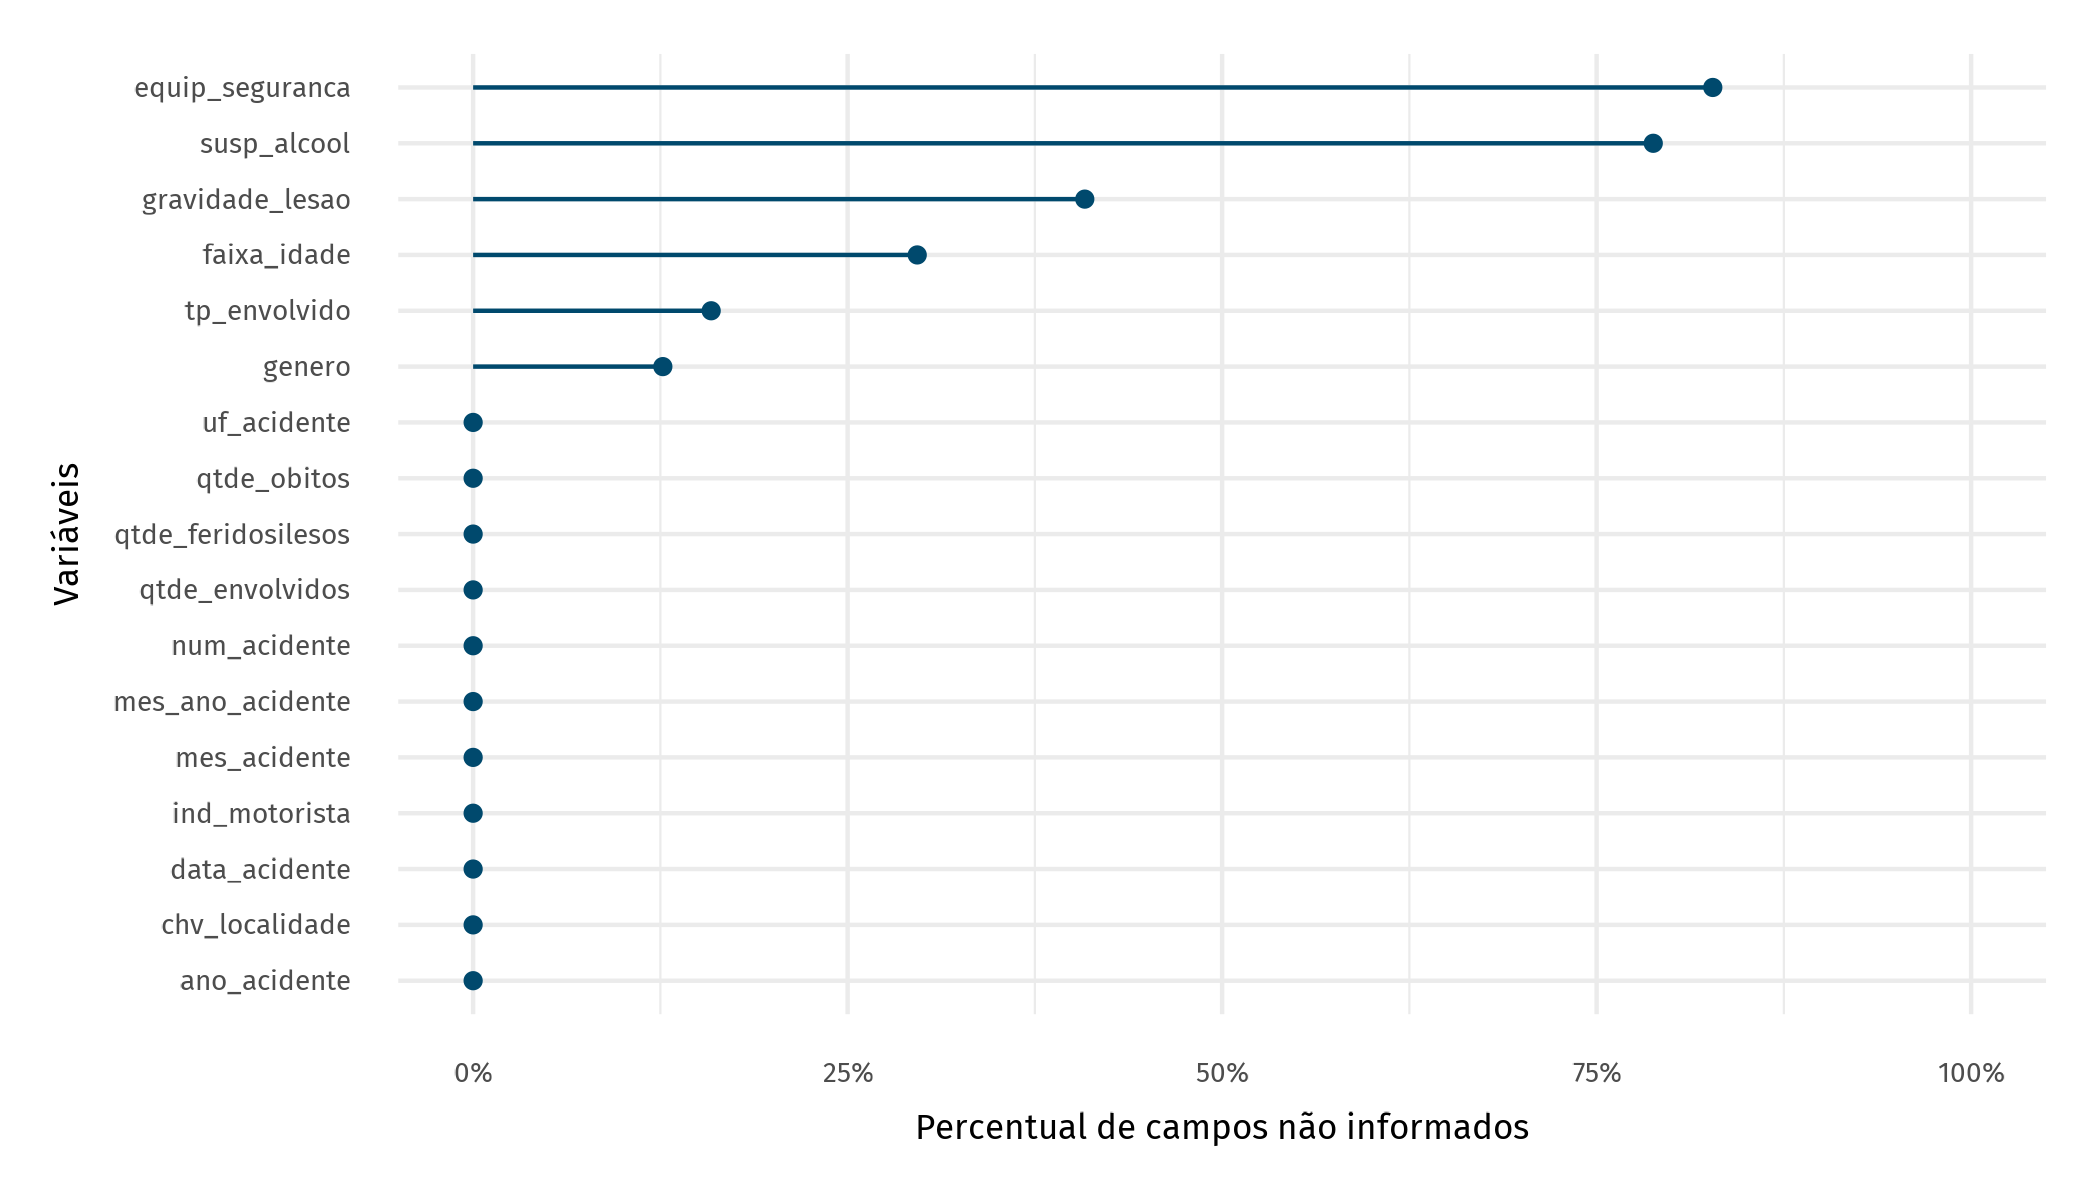 equip_seguranca
susp_alcool
gravidade_lesao
faixa_idade
tp_envolvido
genero
uf_acidente
qtde_obitos
qtde_feridosilesos
qtde_envolvidos
num_acidente
mes_ano_acidente
mes_acidente
ind_motorista
data_acidente
chv_localidade
ano_acidente
Variáveis
0% 25% 50% 75% 100%
Percentual de campos não informados